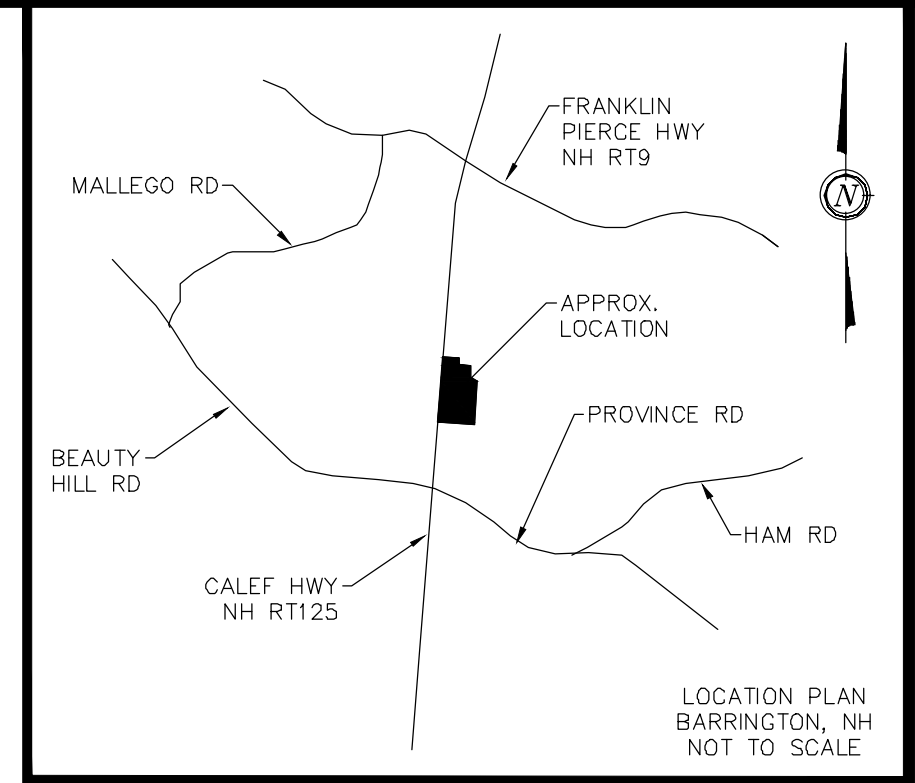 FRANKLIN
PIERCE HWY
NH RT9
MALLEGO RD
N
APPROX.
LOCATION
PROVINCE RD
BEAUTY
HILL RD
HAM RD
CALEF HWY
NH RT125
LOCATION PLAN
BARRINGTON, NH
NOT TO SCALE